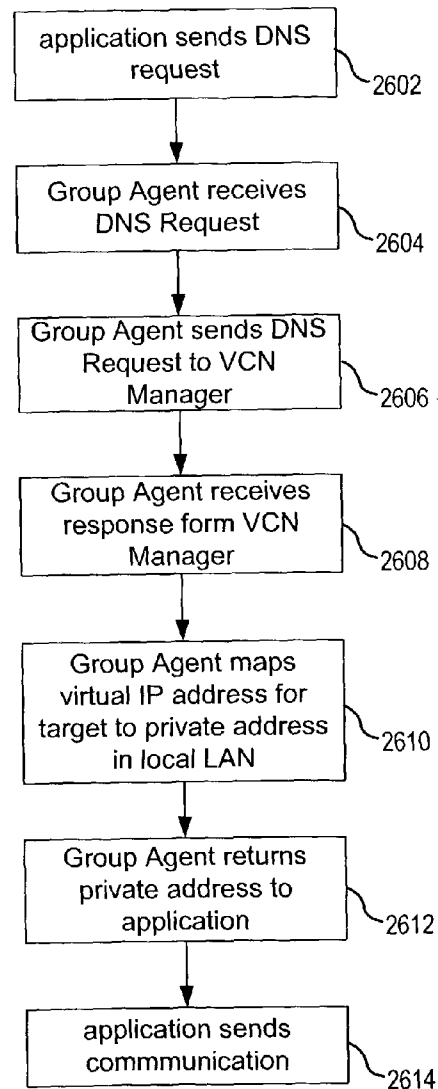 application sends DNS
request
2602
Group Agent receives
DNS Request
2604
Group Agent sends DNS
Request to VCN
Manager
2606
Group Agent receives
response form VCN
Manager
2608
Group Agent maps
virtual IP address for
target to private address
in local LAN
2610
Group Agent returns
private address to
application
2612
application sends
commmunication
2614